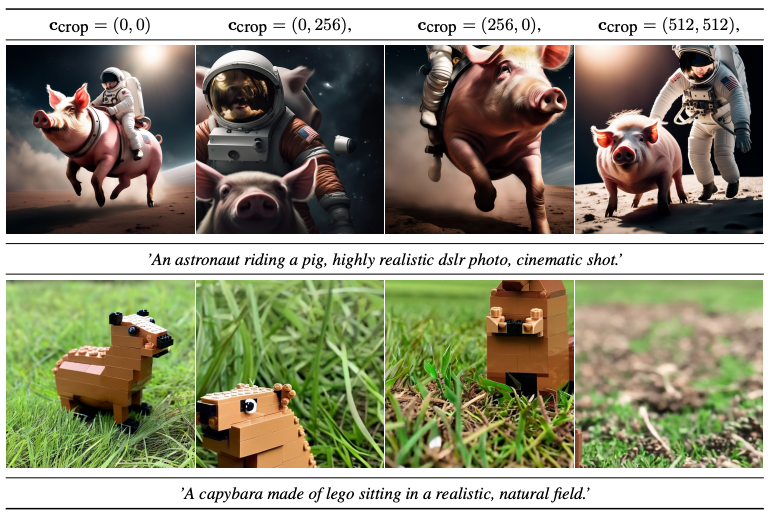 c_crop = (0, 0) c_crop = (0, 256), c_crop = (256, 0), c_crop = (512, 512),
’An astronaut riding a pig, highly realistic dslr photo, cinematic shot.’
’A capybara made of lego sitting in a realistic, natural field.’